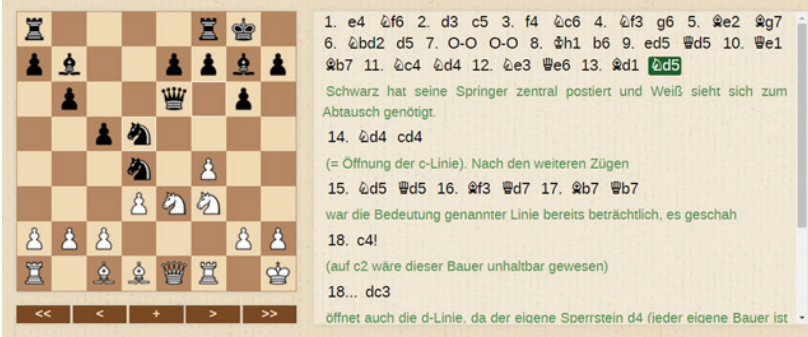 1. e4 ♘f6 2. d3 c5 3. f4 ♘c6 4. ♘f3 g6 5. ♗e2 ♗g7
6. ♘bd2 d5 7. O-O O-O 8. ♔h1 b6 9. ed5 ♕d5 10. ♕e1
♗b7 11. ♘c4 ♘d4 12. ♘e3 ♕e6 13. ♗d1 ♘d5
Schwarz hat seine Springer zentral postiert und Weiß sieht sich zum
Abtausch genötigt.
14. ♘d4 cd4
(= Öffnung der c-Linie). Nach den weiteren Zügen
15. ♘d5 ♕d5 16. ♗f3 ♕d7 17. ♗b7 ♕b7
war die Bedeutung genannter Linie bereits beträchtlich, es geschah
18. c4!
(auf c2 wäre dieser Bauer unhaltbar gewesen)
18... dc3
öffnet auch die d-Linie, da der eigene Sperrstein d4 (jeder eigene Bauer ist
<< < + > >>